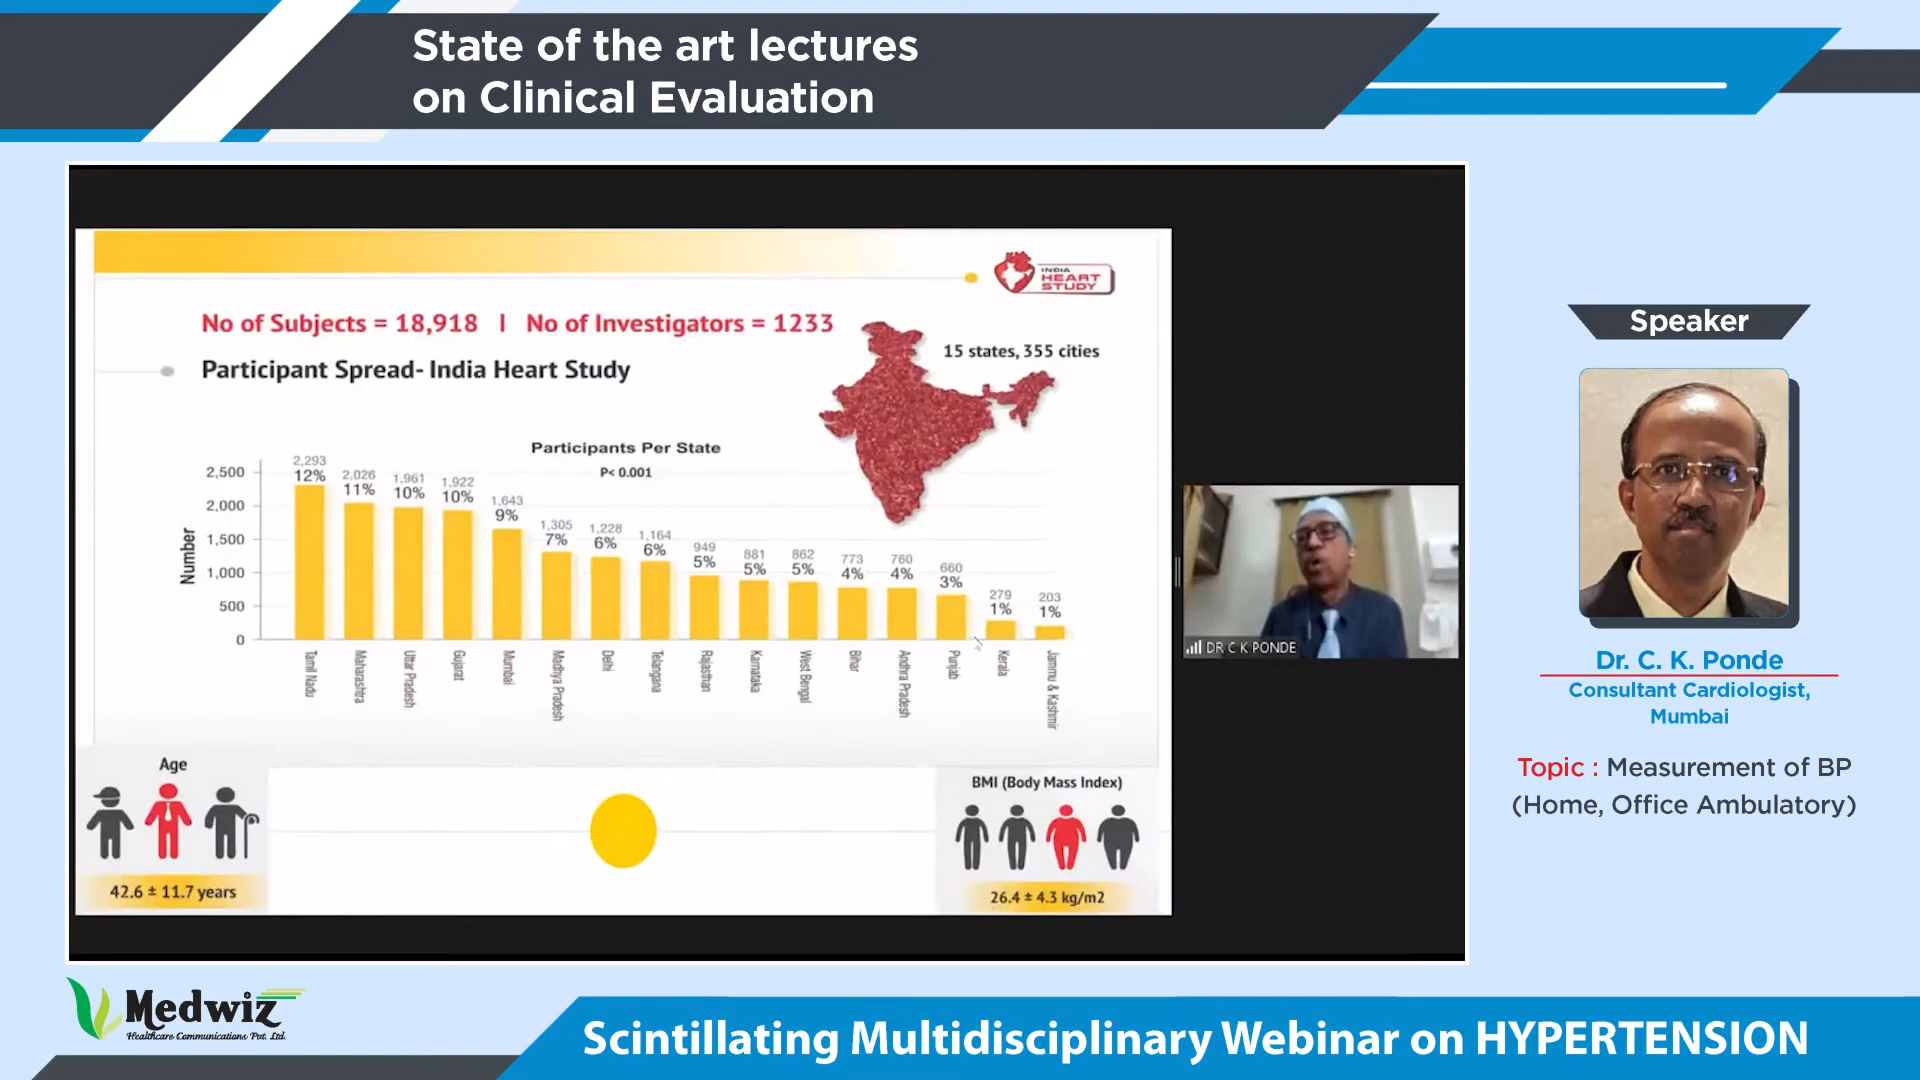 State of the art lectures
on Clinical Evaluation
INDIA
HEART
STUDY
No of Subjects = 18,918 | No of Investigators = 1233
15 states, 355 cities
Participant Spread- India Heart Study
Participants Per State
P< 0.001
Number
2,500
2,000
1,500
1,000
500
0
2,293
12%
2,026
11%
1,961
10%
1,922
10%
1,643
9%
1,305
7%
1,228
6%
1,164
6%
949
5%
881
5%
862
5%
773
4%
760
4%
660
3%
279
1%
203
1%
Tamil Nadu
Maharashtra
Uttar Pradesh
Gujarat
Mumbai
Madhya Pradesh
Delhi
Telangana
Rajasthan
Karnataka
West Bengal
Bihar
Andhra Pradesh
Punjab
Kerala
Jammu & Kashmir
Age
42.6 ± 11.7 years
BMI (Body Mass Index)
26.4 ± 4.3 kg/m2
DR C K PONDE
Speaker
Dr. C. K. Ponde
Consultant Cardiologist,
Mumbai
Topic : Measurement of BP
(Home, Office Ambulatory)
Medwiz
Healthcare Communications Pvt. Ltd.
Scintillating Multidisciplinary Webinar on HYPERTENSION